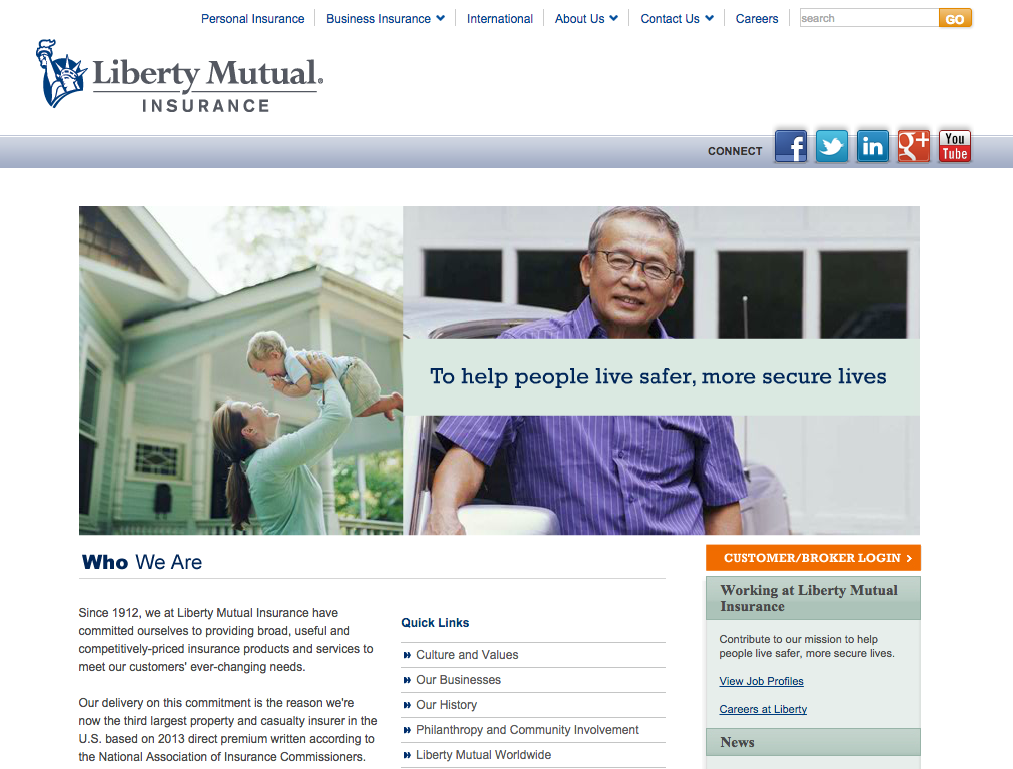 Personal Insurance
Business Insurance
International
About Us
Contact Us
Careers
search
GO
Liberty Mutual®
INSURANCE
CONNECT
f
in
g+
You
Tube
To help people live safer, more secure lives
CUSTOMER/BROKER LOGIN >
Who We Are
Since 1912, we at Liberty Mutual Insurance have
committed ourselves to providing broad, useful and
competitively-priced insurance products and services to
meet our customers' ever-changing needs.
Our delivery on this commitment is the reason we're
now the third largest property and casualty insurer in the
U.S. based on 2013 direct premium written according to
the National Association of Insurance Commissioners.
Quick Links
Culture and Values
Our Businesses
Our History
Philanthropy and Community Involvement
Liberty Mutual Worldwide
Working at Liberty Mutual
Insurance
Contribute to our mission to help
people live safer, more secure lives.
View Job Profiles
Careers at Liberty
News